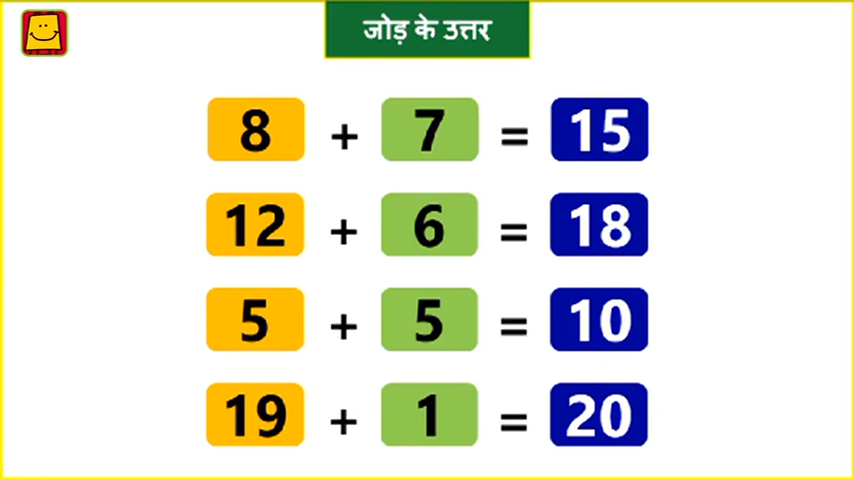 जोड़ के उत्तर
8 + 7 = 15
12 + 6 = 18
5 + 5 = 10
19 + 1 = 20